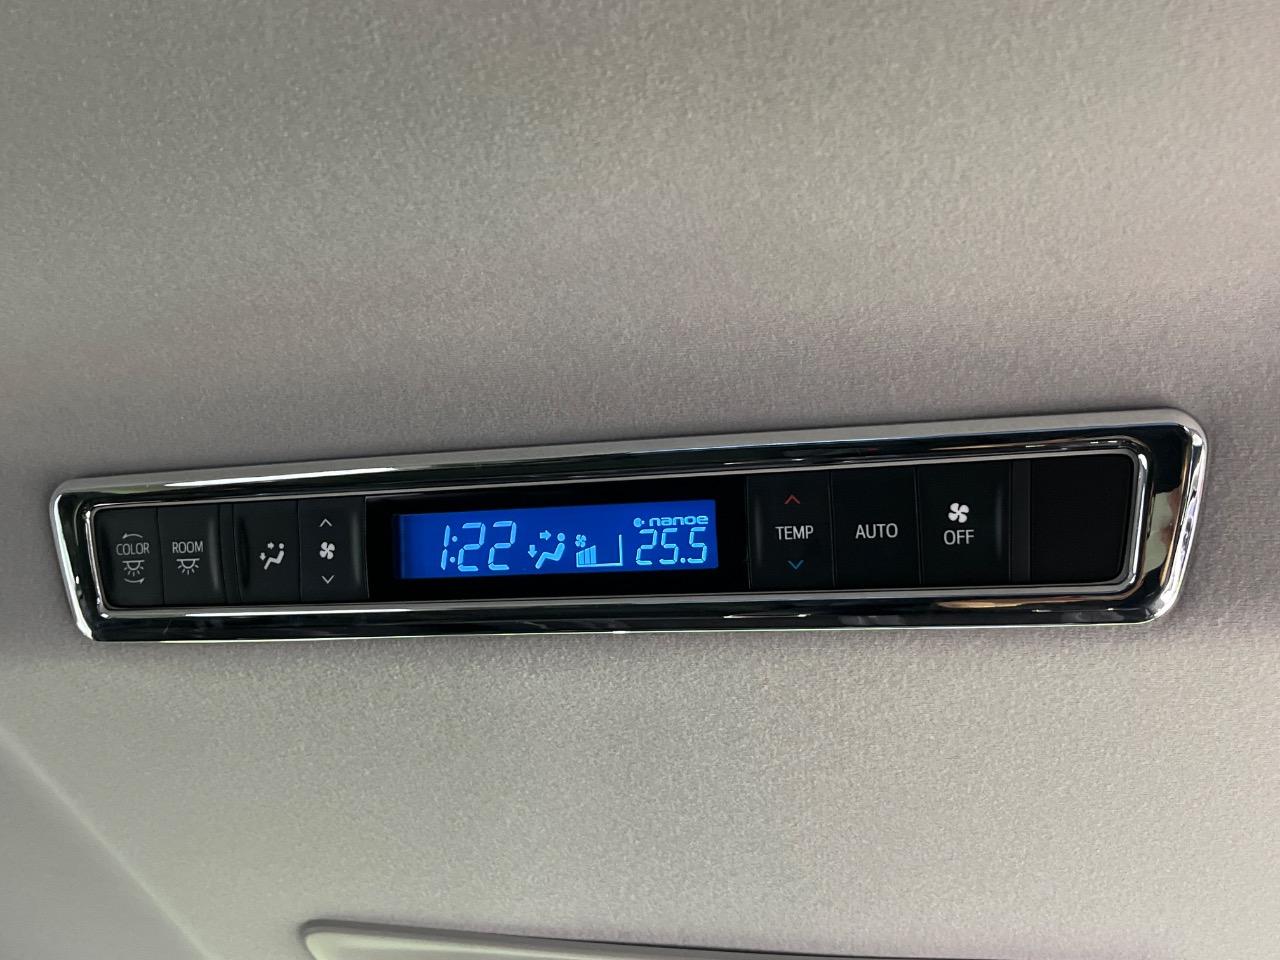 COLOR
ROOM
1:22
nanoe
25.5
TEMP
AUTO
OFF